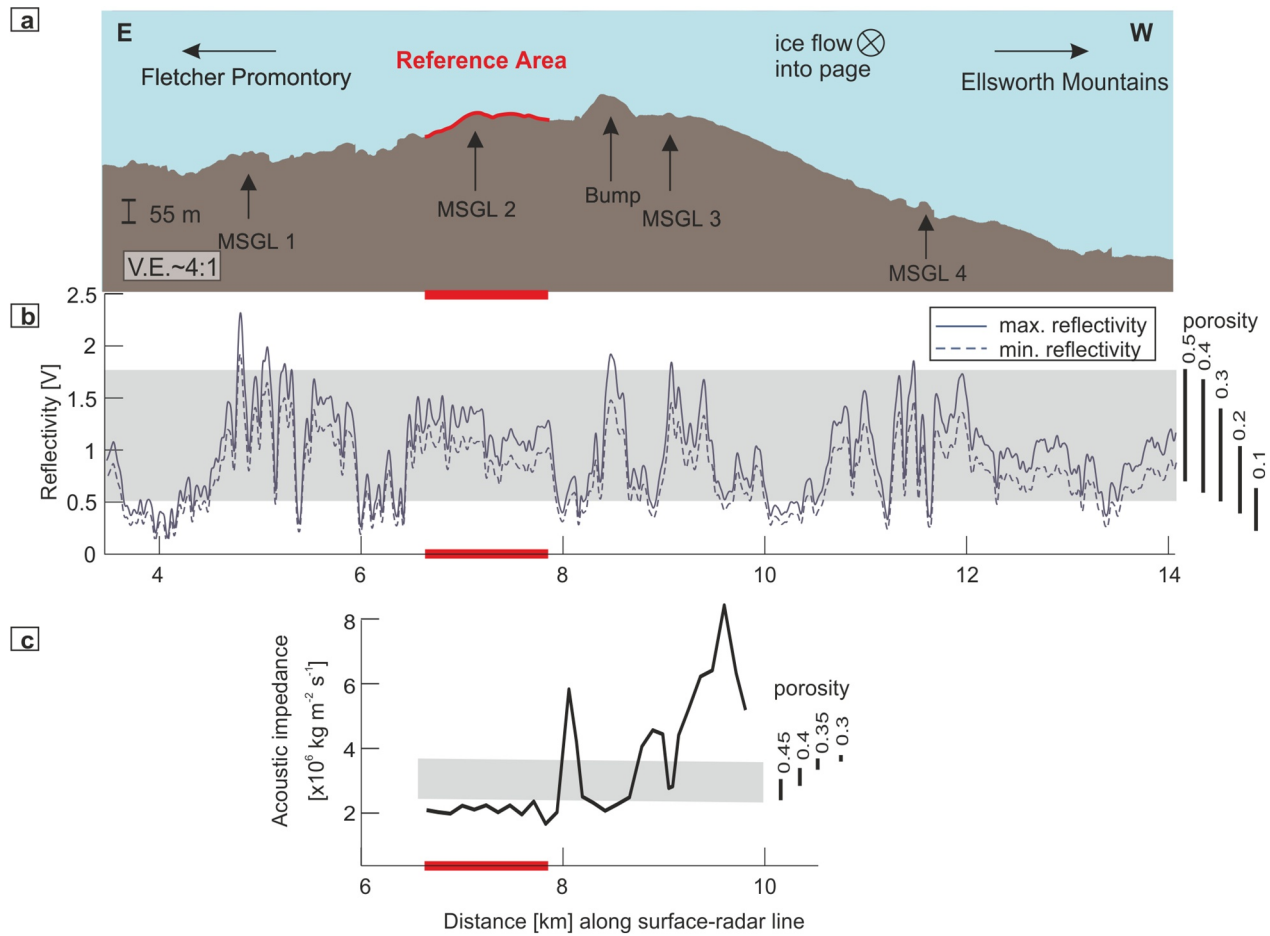 a
E
W
Fletcher Promontory
Reference Area
ice flow
into page
Ellsworth Mountains
MSGL 1
MSGL 2
Bump
MSGL 3
MSGL 4
55 m
V.E.~4:1
b
Reflectivity [V]
2.5
2
1.5
1
0.5
0
max. reflectivity
min. reflectivity
porosity
0.5
0.4
0.3
0.2
0.1
4
6
8
10
12
14
c
Acoustic impedance
[x10⁶ kg m⁻² s⁻¹]
8
6
4
2
porosity
0.45
0.4
0.35
0.3
6
8
10
Distance [km] along surface-radar line